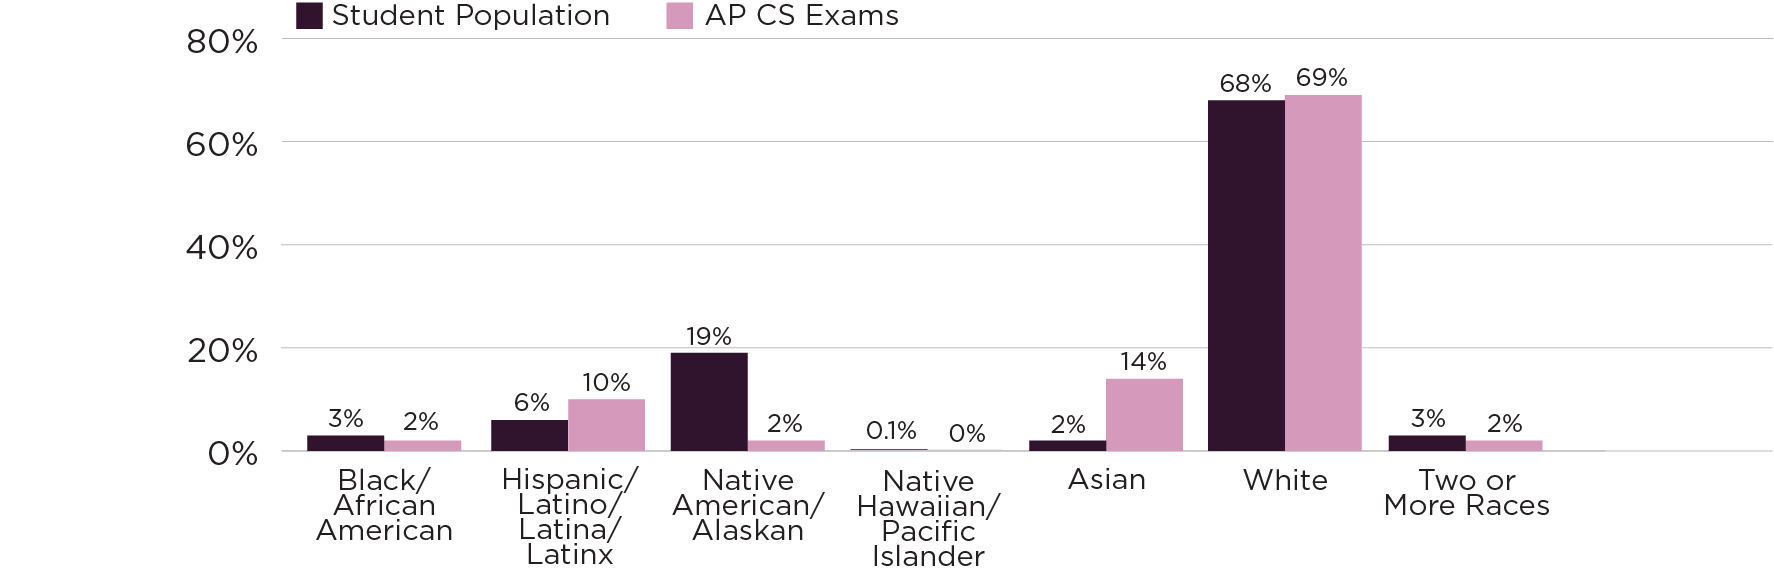 Student Population
AP CS Exams
80%
60%
40%
20%
0%
3%
2%
6%
10%
19%
2%
0.1%
0%
2%
14%
68%
69%
3%
2%
Black/
African
American
Hispanic/
Latino/
Latina/
Latinx
Native
American/
Alaskan
Native
Hawaiian/
Pacific
Islander
Asian
White
Two or
More Races